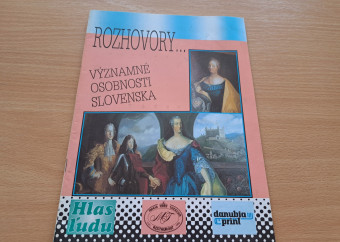 ROZHOVORY...
VÝZNAMNÉ
OSOBNOSTI
SLOVENSKA
Hlas
ľudu
danubia
print